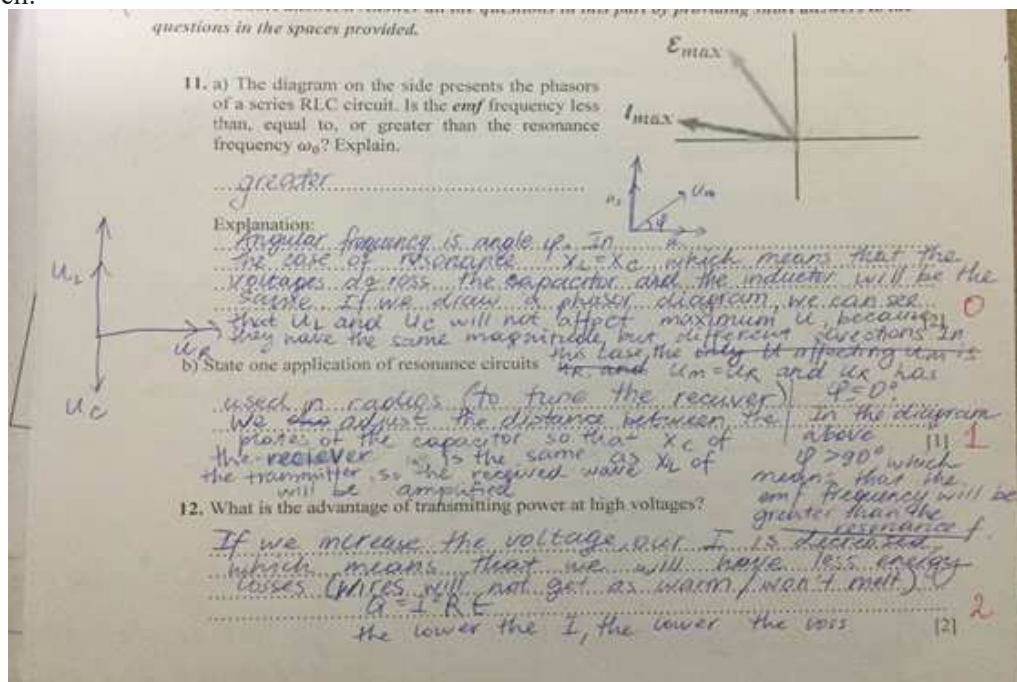 questions in the spaces provided.
11. a) The diagram on the side presents the phasors
of a series RLC circuit. Is the emf frequency less
than, equal to, or greater than the resonance
frequency ω₀? Explain.
ℰmax
Imax
greater
Um
φ
Explanation:
Angular frequency is angle φ. In
the case of resonance XL = XC which means that the
voltages the capacitor and the inductor will be the
same. If we draw a phasor diagram, we can see
that UL and UC will not affect maximum U, because
they have the same magnitude, but different directions. In
this case, the only U affecting Um is
UR and Um = UR and UR has
φ = 0°.
In the diagram
above
φ > 90° which
means that the
emf frequency will be
greater than the
resonance f.
[2] 0
UL
UR
UC
b) State one application of resonance circuits
used in radios (to tune the reciever)
We adjust the distance between the
plates of the capacitor so that XC of
the reciever is the same as XL of
the transmitter, so the received wave
will be amplified
[1] 1
12. What is the advantage of transmitting power at high voltages?
If we increase the voltage, our I is decreased,
which means that we will have less energy
losses (wires will not get as warm / won't melt)
Q = I²Rt
the lower the I, the lower the
[2] 2